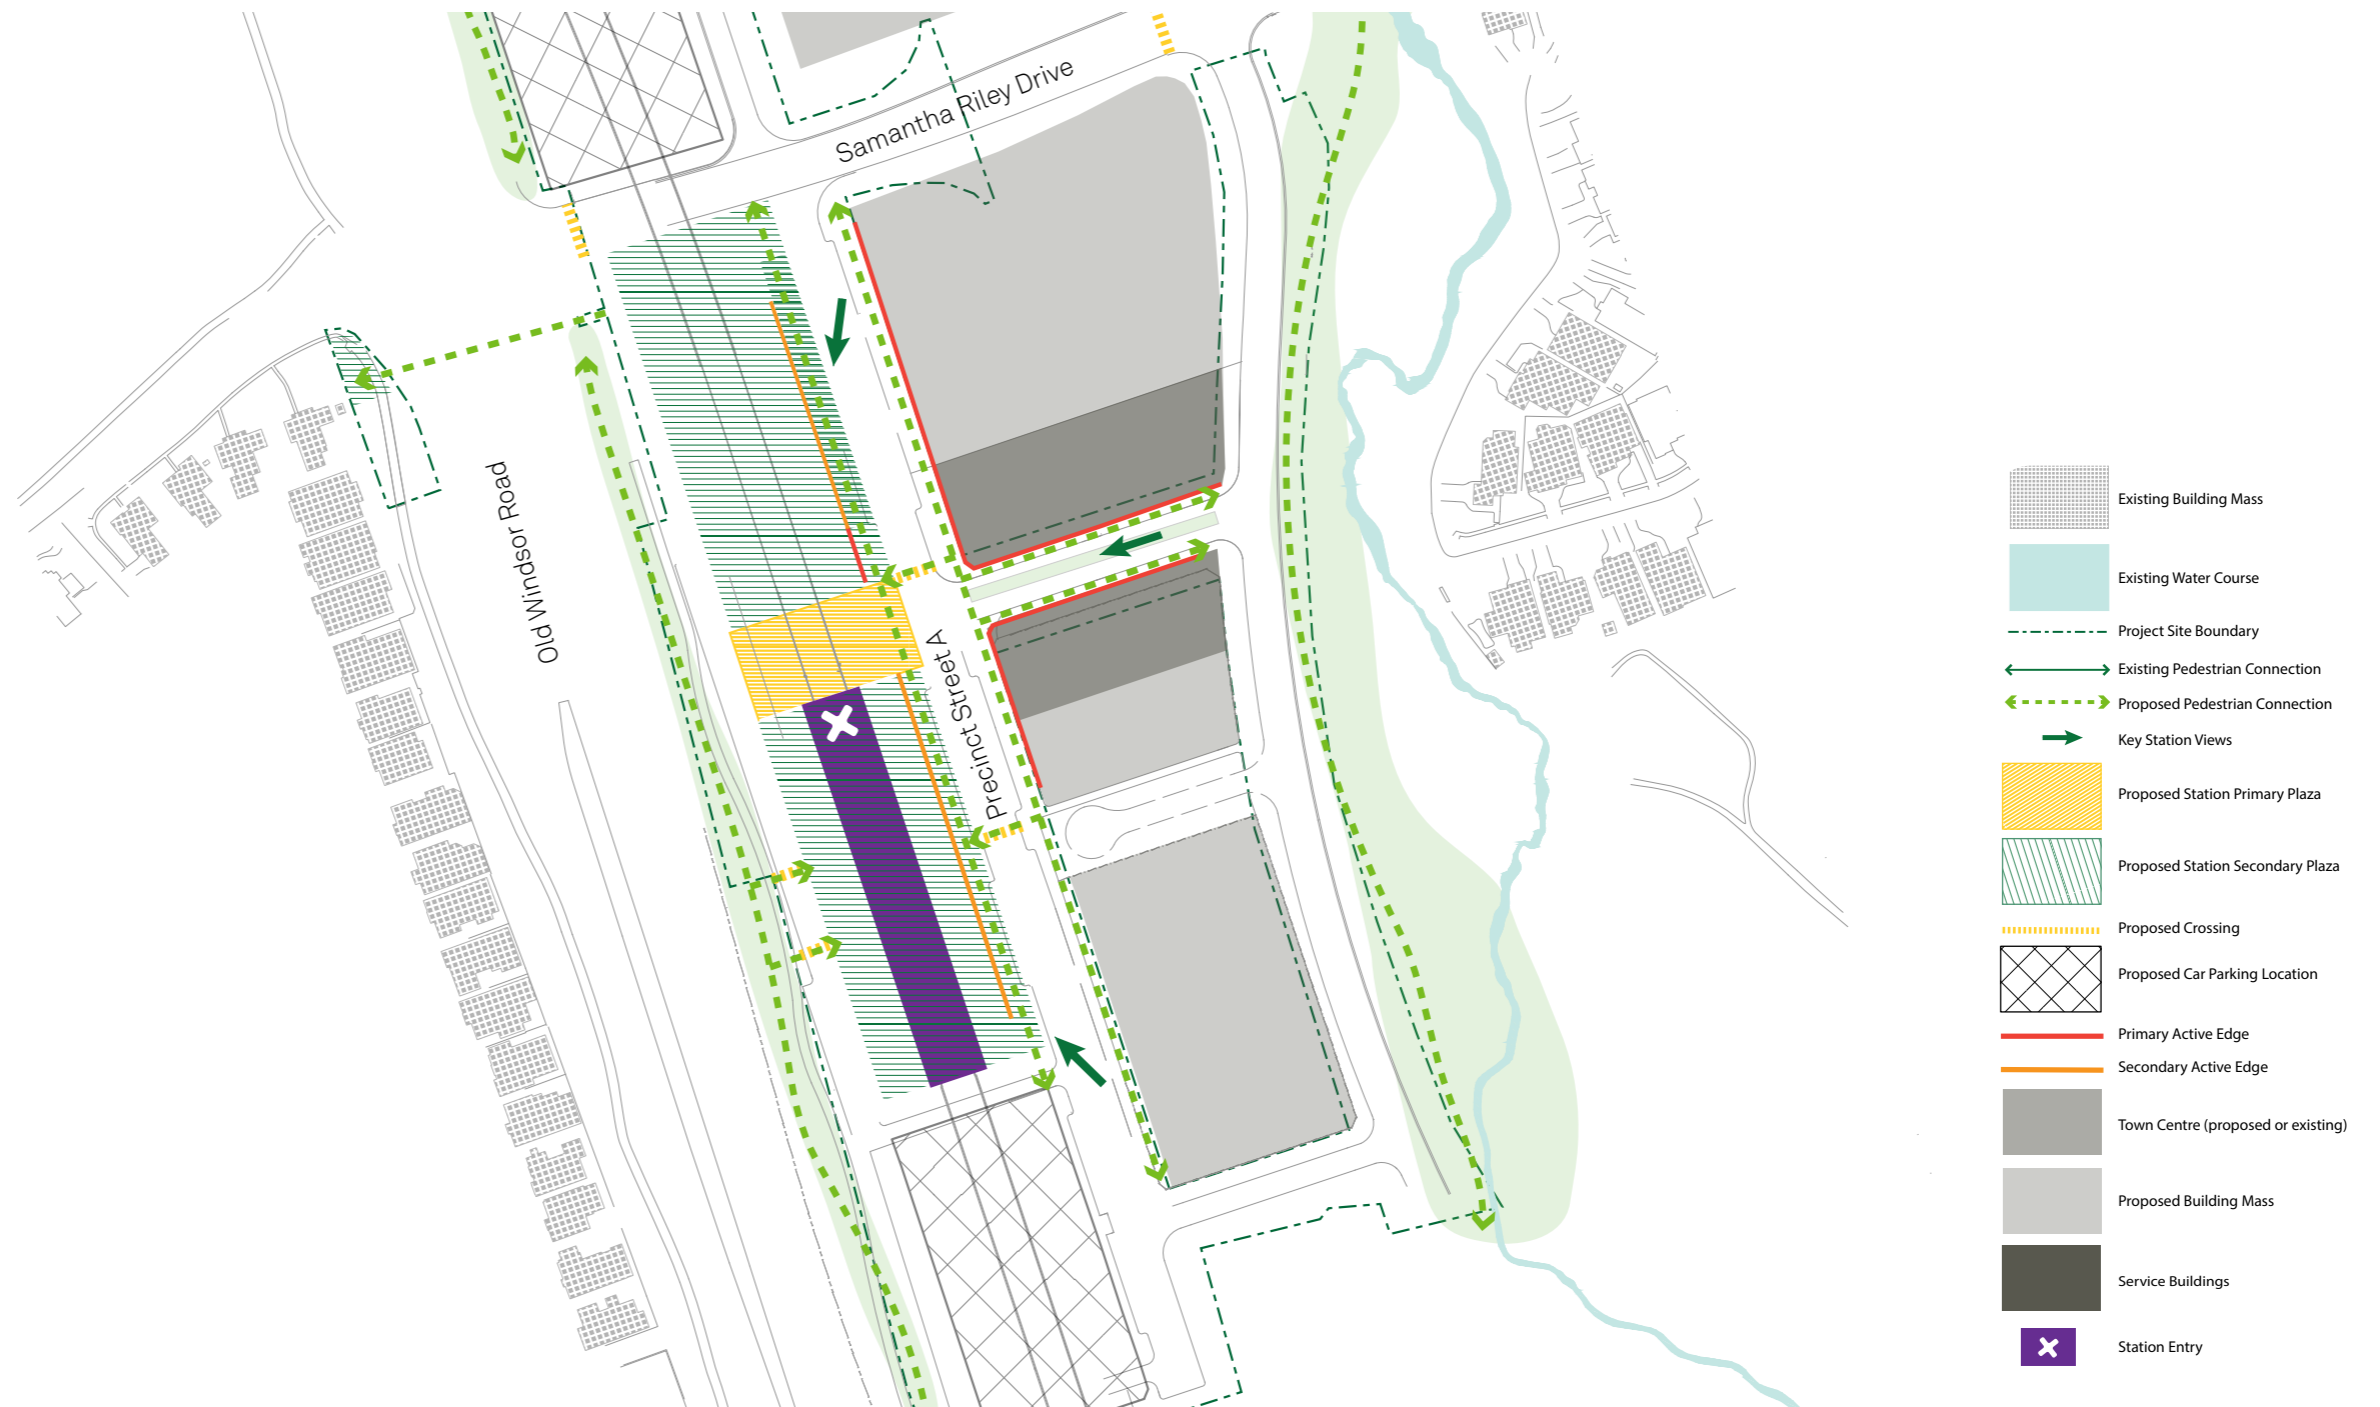 Samantha Riley Drive
Old Windsor Road
Precinct Street A
Existing Building Mass
Existing Water Course
Project Site Boundary
Existing Pedestrian Connection
Proposed Pedestrian Connection
Key Station Views
Proposed Station Primary Plaza
Proposed Station Secondary Plaza
Proposed Crossing
Proposed Car Parking Location
Primary Active Edge
Secondary Active Edge
Town Centre (proposed or existing)
Proposed Building Mass
Service Buildings
Station Entry